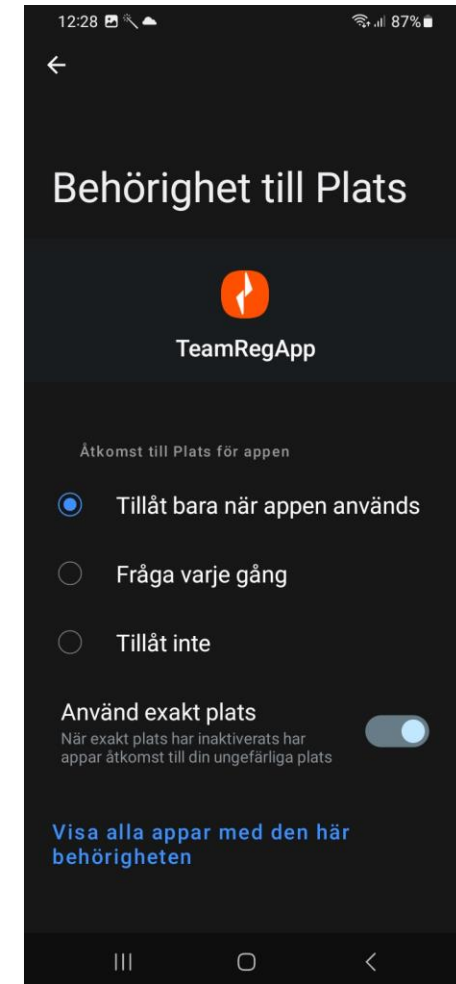 12:28 87%
Behörighet till Plats
TeamRegApp
Åtkomst till Plats för appen
Tillåt bara när appen används
Fråga varje gång
Tillåt inte
Använd exakt plats
När exakt plats har inaktiverats har
appar åtkomst till din ungefärliga plats
Visa alla appar med den här
behörigheten